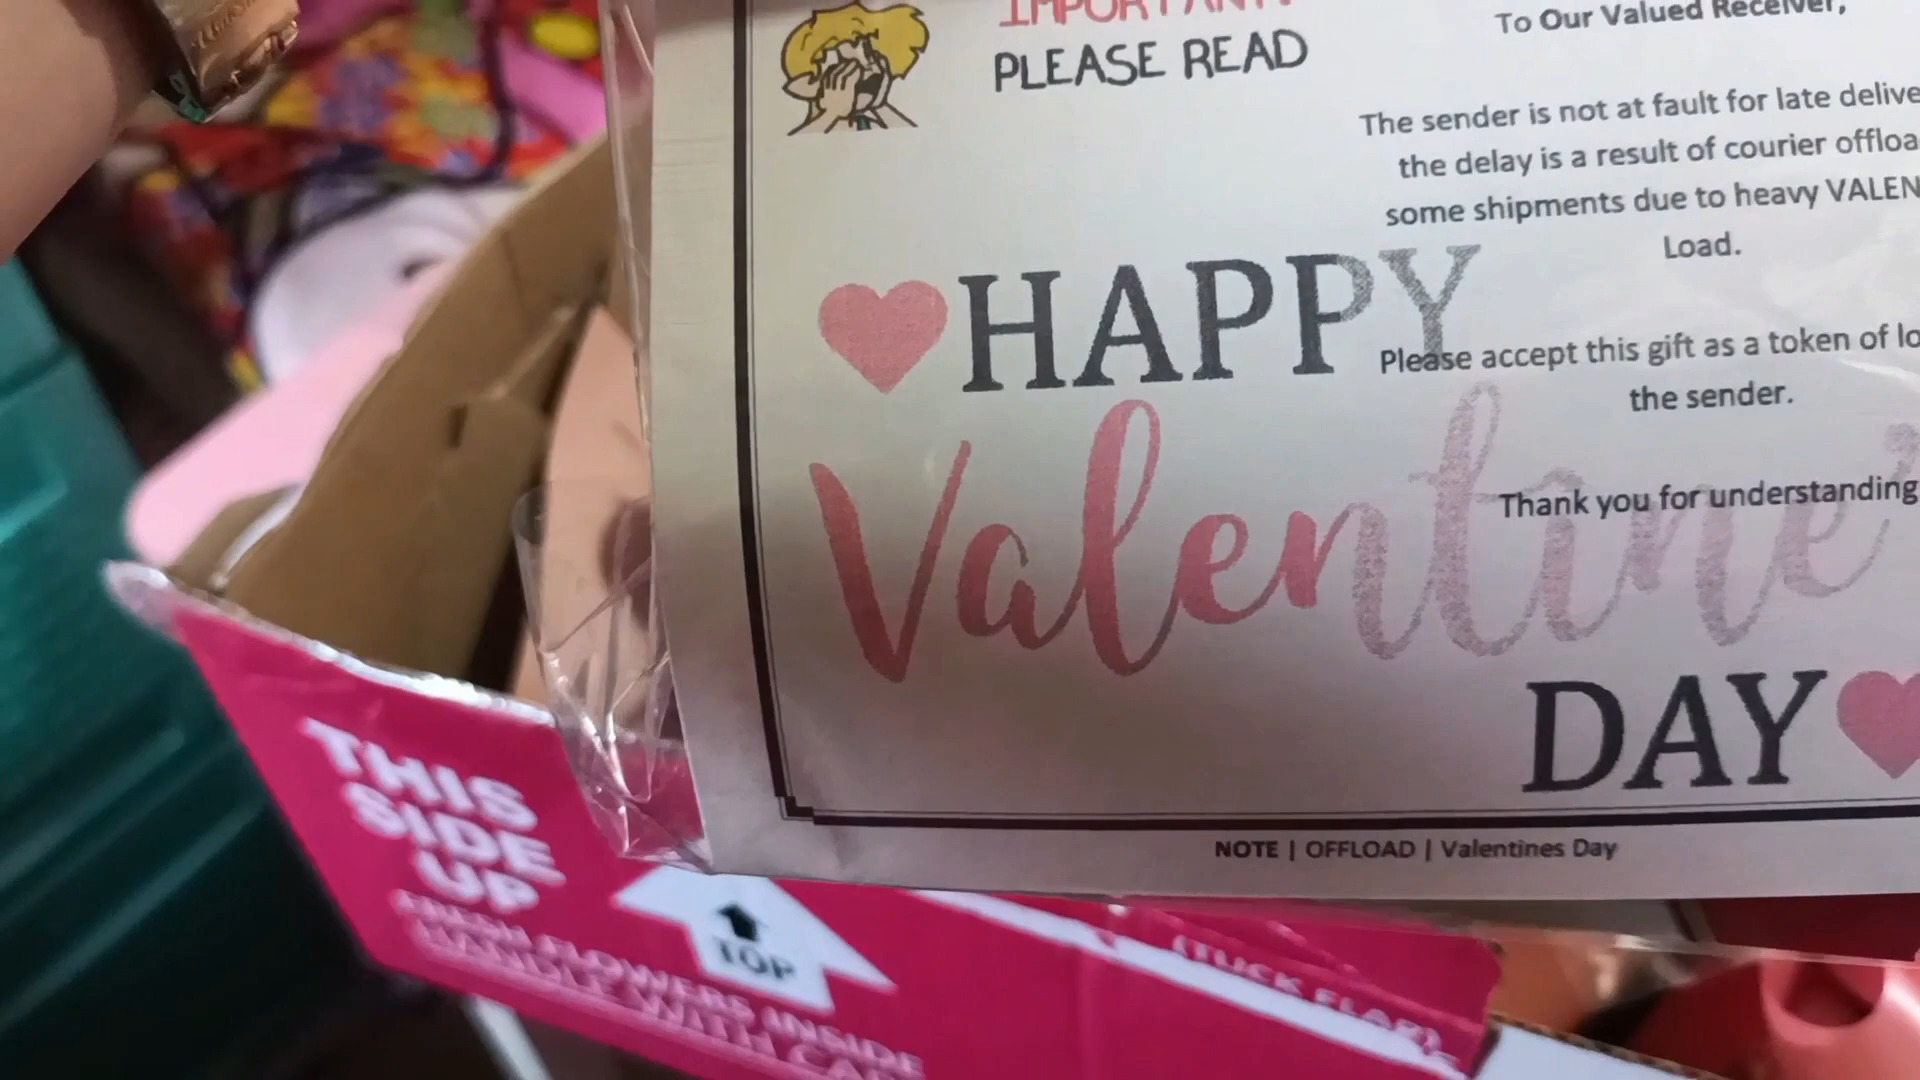 IMPORTANT!
PLEASE READ
To Our Valued Receiver,
The sender is not at fault for late delive
the delay is a result of courier offloa
some shipments due to heavy VALEN
Load.
HAPPY
Please accept this gift as a token of lo
the sender.
Valentine'
Thank you for understanding
DAY
NOTE | OFFLOAD | Valentines Day
THIS
SIDE
UP
TOP
FRESH FLOWERS INSIDE
HANDLE WITH CA
(TUCK FLAP)